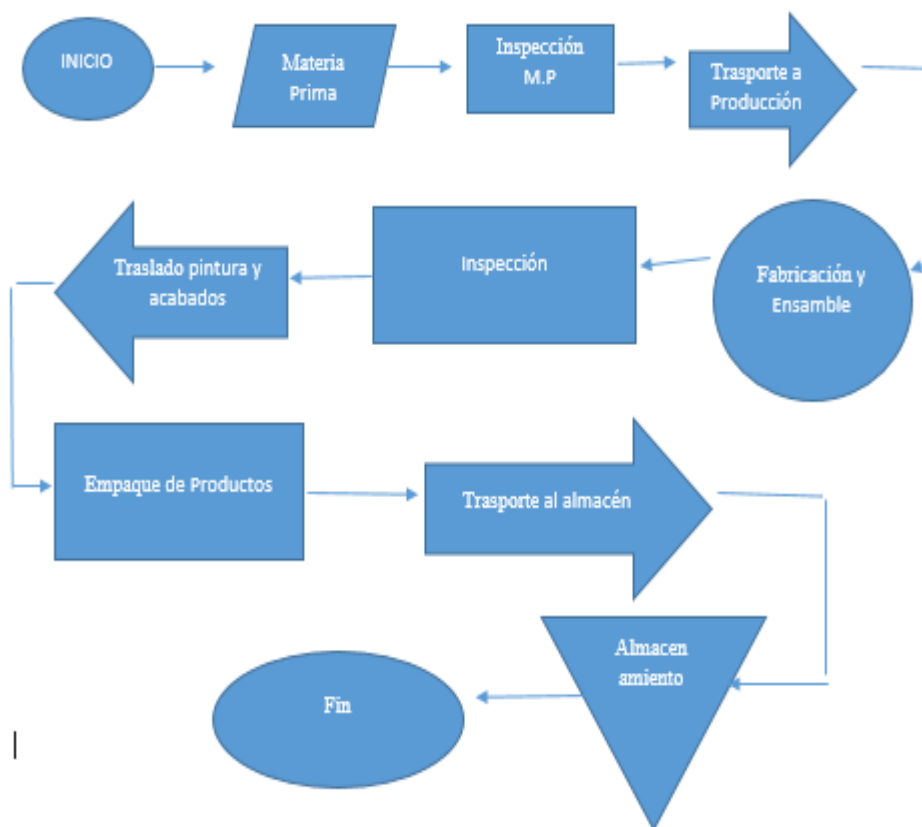 INICIO
Materia
Prima
Inspección
M.P
Trasporte a
Producción
Traslado pintura y
acabados
Inspección
Fabricación y
Ensamble
Empaque de Productos
Trasporte al almacén
Almacen
amiento
Fin